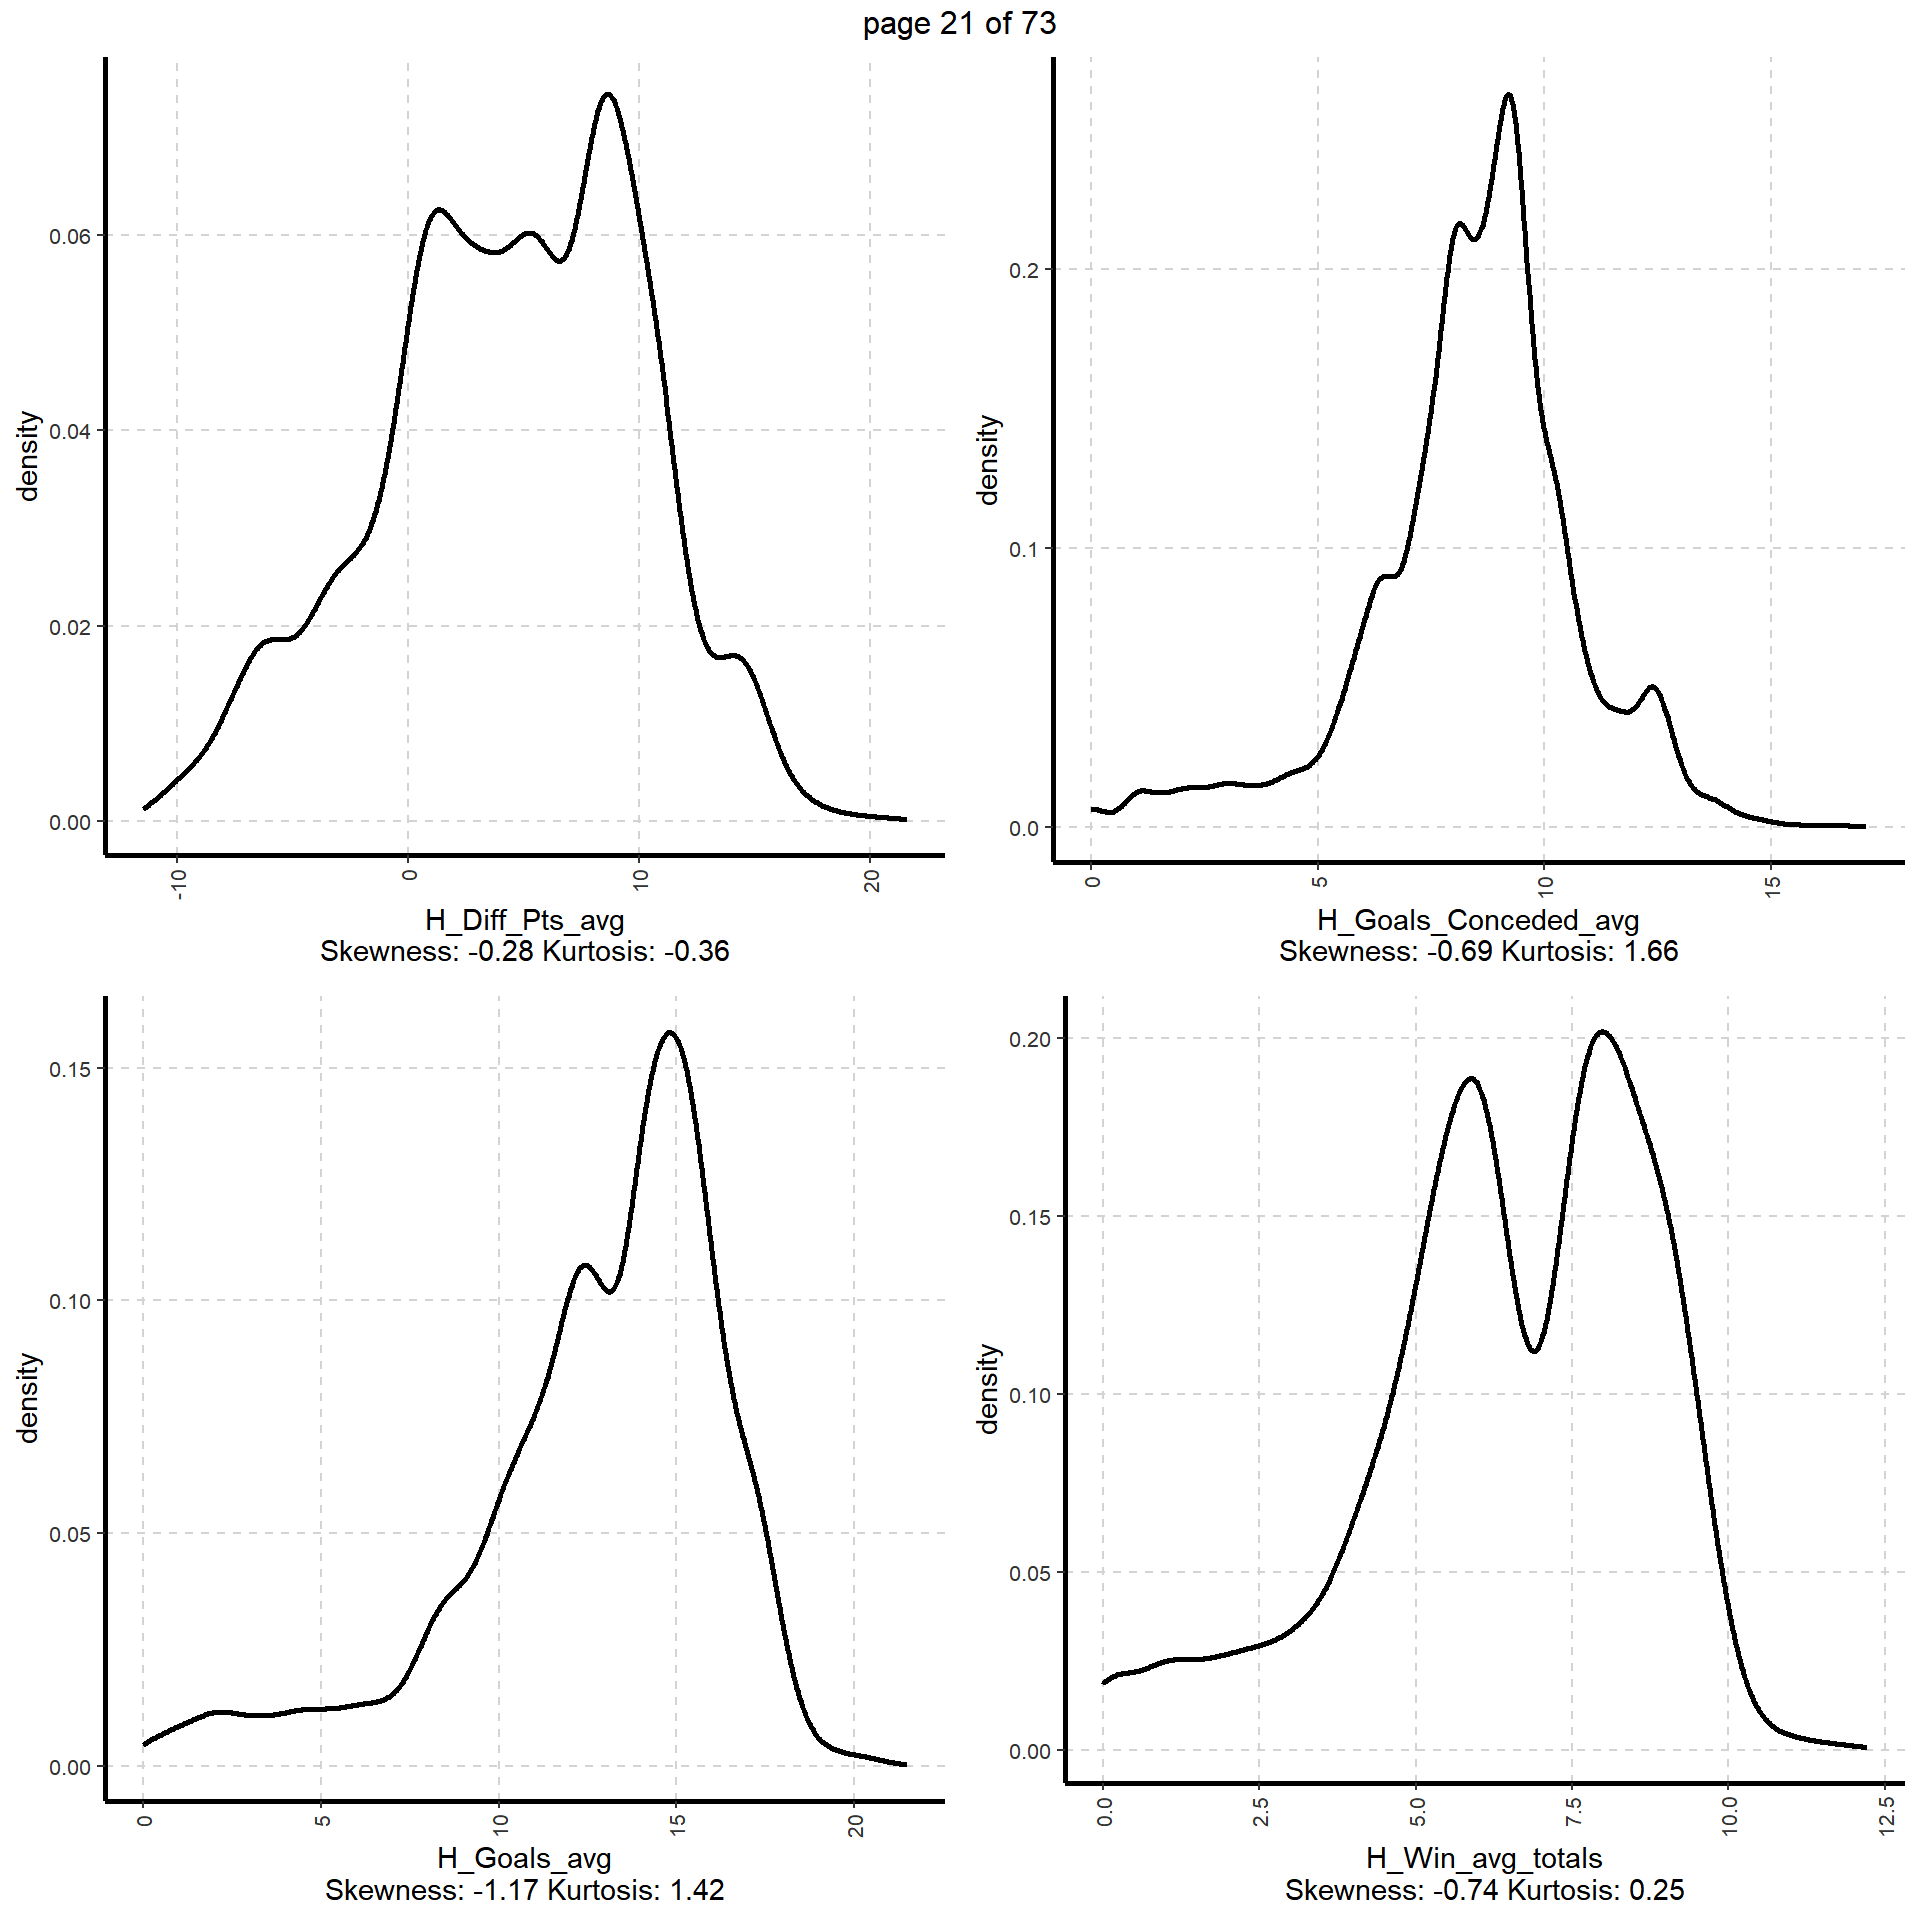 page 21 of 73
density
0.06
0.04
0.02
0.00
-10
0
10
20
H_Diff_Pts_avg
Skewness: -0.28 Kurtosis: -0.36
density
0.2
0.1
0.0
0
5
10
15
H_Goals_Conceded_avg
Skewness: -0.69 Kurtosis: 1.66
density
0.15
0.10
0.05
0.00
0
5
10
15
20
H_Goals_avg
Skewness: -1.17 Kurtosis: 1.42
density
0.20
0.15
0.10
0.05
0.00
0.0
2.5
5.0
7.5
10.0
12.5
H_Win_avg_totals
Skewness: -0.74 Kurtosis: 0.25